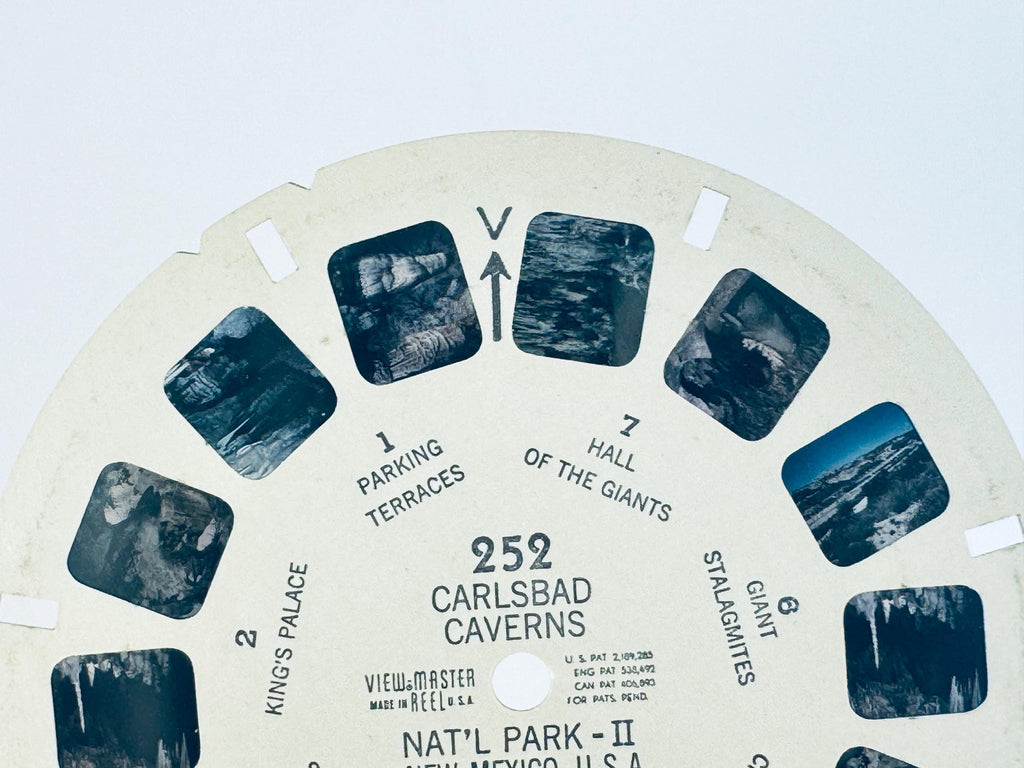 V
1
PARKING
TERRACES
7
HALL
OF THE GIANTS
2
KING'S PALACE
6
GIANT
STALAGMITES
252
CARLSBAD
CAVERNS
VIEW-MASTER
MADE IN REEL U.S.A.
U.S. PAT 2,189,285
ENG PAT 538,492
CAN PAT 406,893
FOR PATS. PEND.
NAT'L PARK - II
NEW MEXICO, U.S.A.